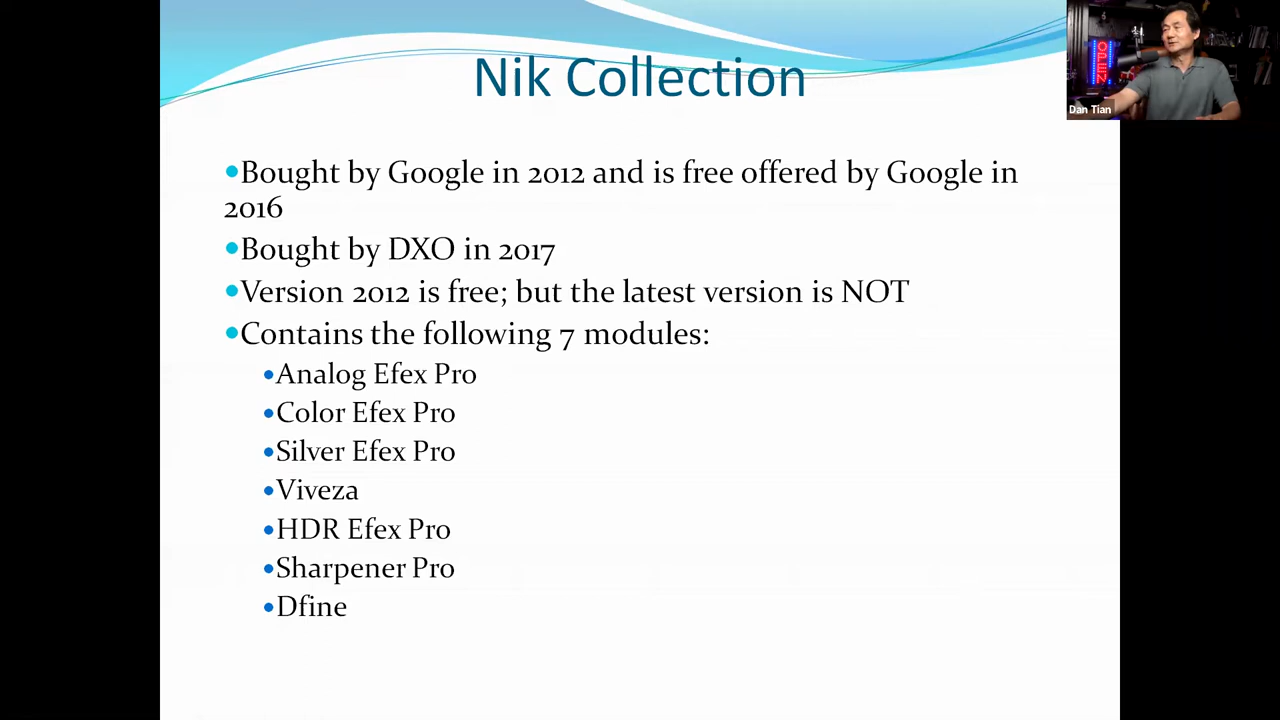 Nik Collection
OPEN
Dan Tian
•Bought by Google in 2012 and is free offered by Google in
2016
•Bought by DXO in 2017
•Version 2012 is free; but the latest version is NOT
•Contains the following 7 modules:
•Analog Efex Pro
•Color Efex Pro
•Silver Efex Pro
•Viveza
•HDR Efex Pro
•Sharpener Pro
•Dfine